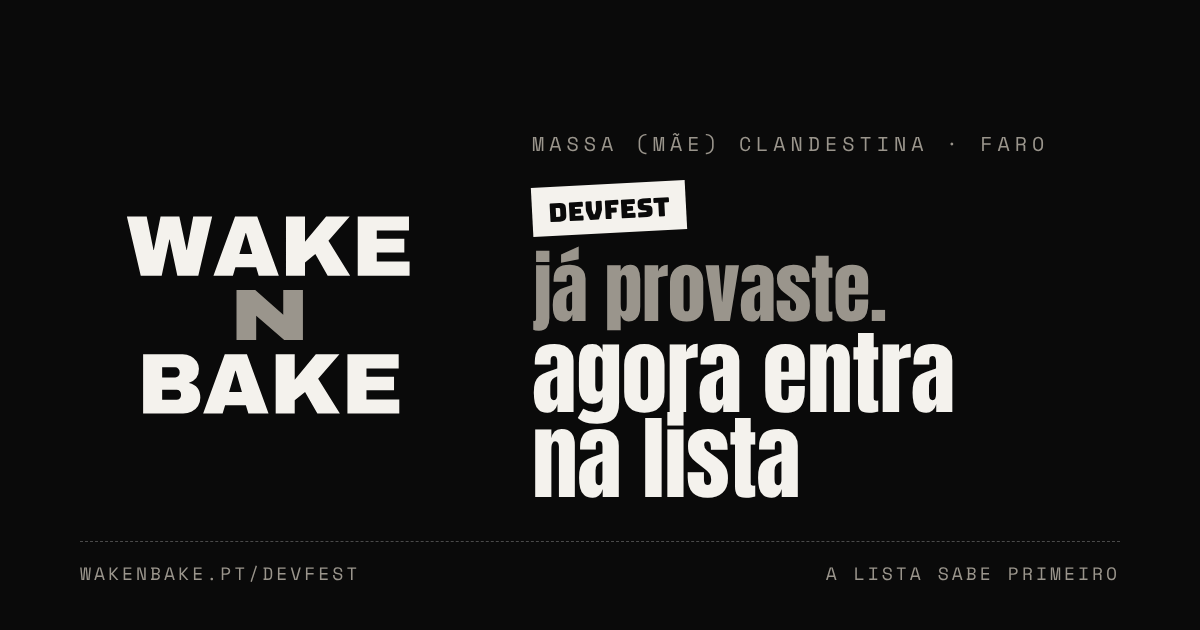 MASSA (MÃE) CLANDESTINA · FARO
WAKE
N
BAKE
DEVFEST
já provaste.
agora entra
na lista
WAKENBAKE.PT/DEVFEST
A LISTA SABE PRIMEIRO